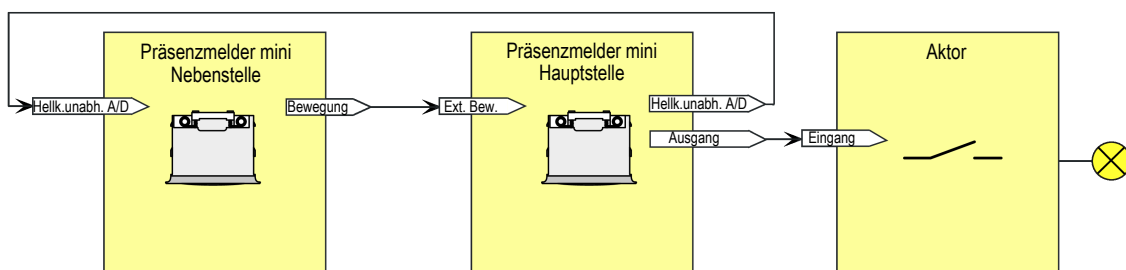 Präsenzmelder mini
Nebenstelle
Hellk.unabh. A/D
Bewegung
Präsenzmelder mini
Hauptstelle
Ext. Bew.
Hellk.unabh. A/D
Ausgang
Aktor
Eingang